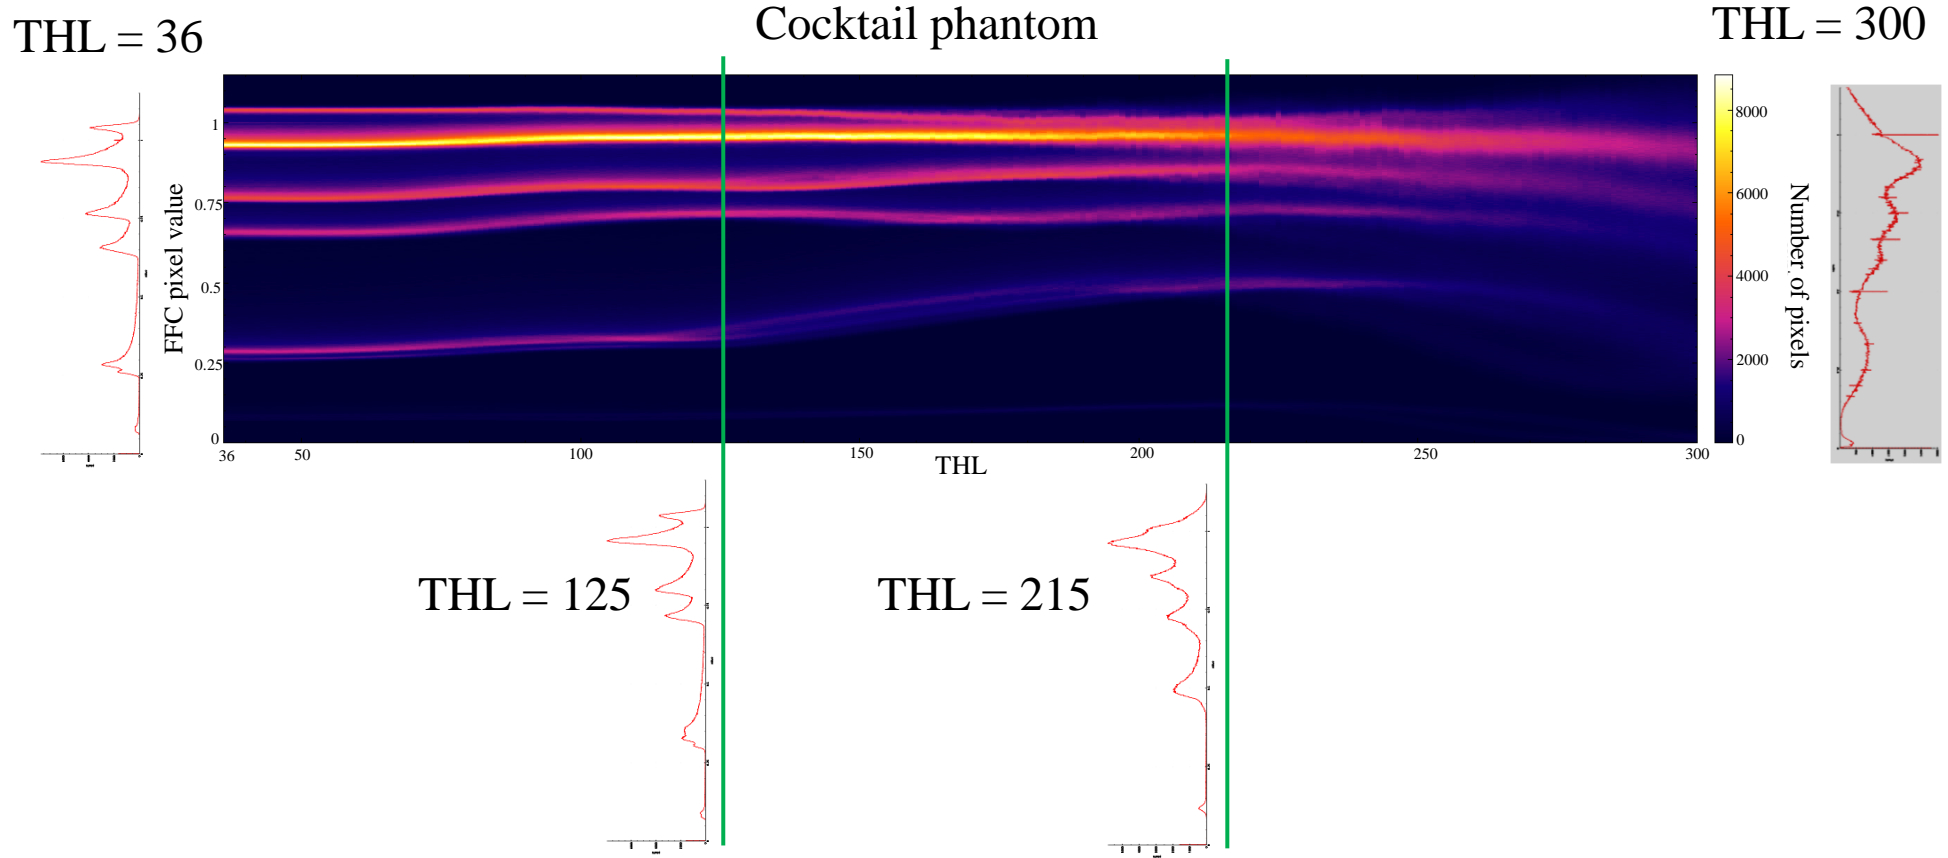 Cocktail phantom
THL = 36
THL = 300
1
0.75
0.5
0.25
0
FFC pixel value
36
50
100
150
200
250
300
THL
8000
6000
4000
2000
0
Number of pixels
THL = 125
THL = 215